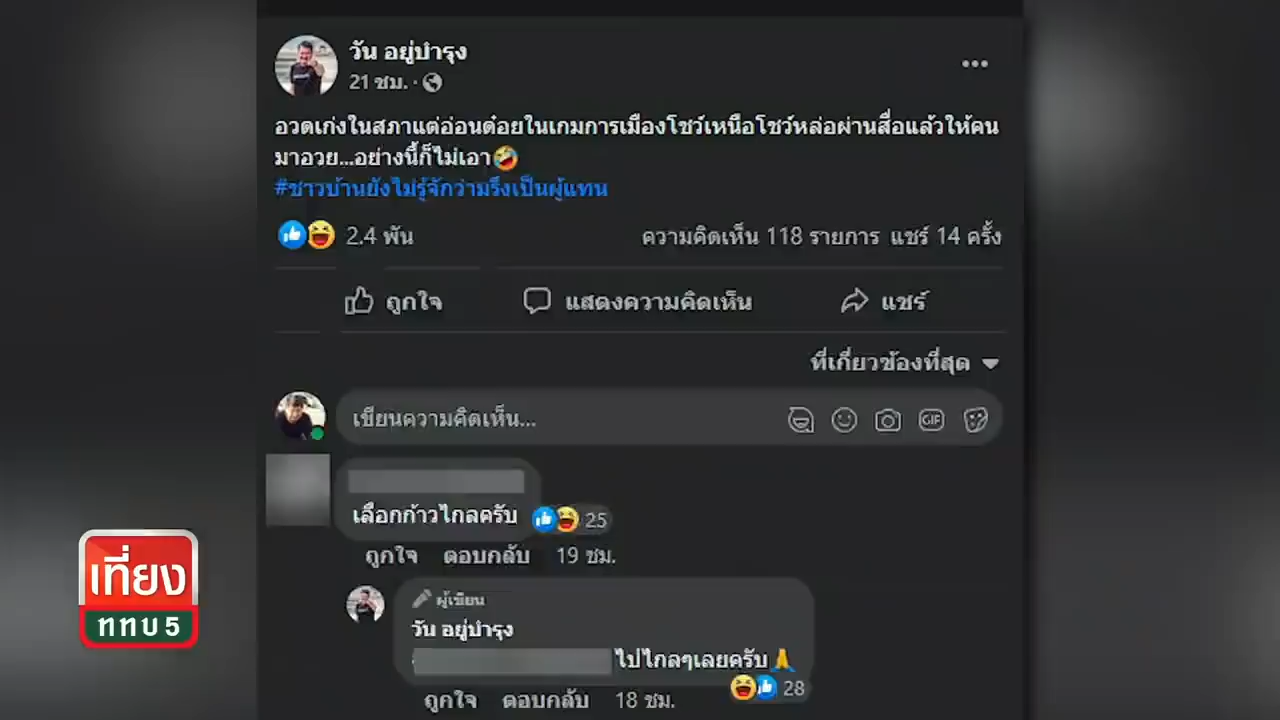 วัน อยู่บำรุง
21 ชม. ·
อวดเก่งในสภาแต่อ่อนด๋อยในเกมการเมืองโชว์เหนือโชว์หล่อผ่านสื่อแล้วให้คน
มาอวย...อย่างนี้ก็ไม่เอา🤣
#ชาวบ้านยังไม่รู้จักว่ามรึงเป็นผู้แทน
2.4 พัน ความคิดเห็น 118 รายการ แชร์ 14 ครั้ง
ถูกใจ แสดงความคิดเห็น แชร์
ที่เกี่ยวข้องที่สุด
เขียนความคิดเห็น... GIF
เลือกก้าวไกลครับ 25
ถูกใจ ตอบกลับ 19 ชม.
ผู้เขียน
วัน อยู่บำรุง
ไปไกลๆเลยครับ🙏
28
ถูกใจ ตอบกลับ 18 ชม.
เที่ยง
ททบ 5